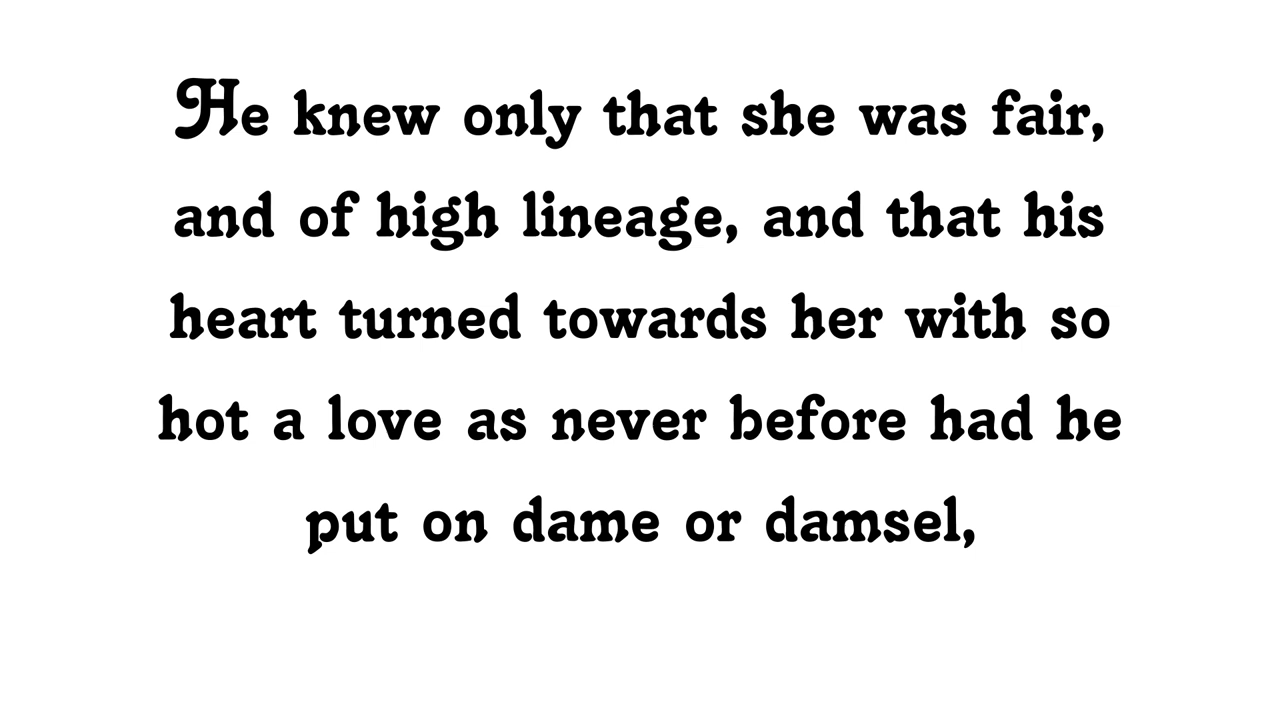 He knew only that she was fair,
and of high lineage, and that his
heart turned towards her with so
hot a love as never before had he
put on dame or damsel,